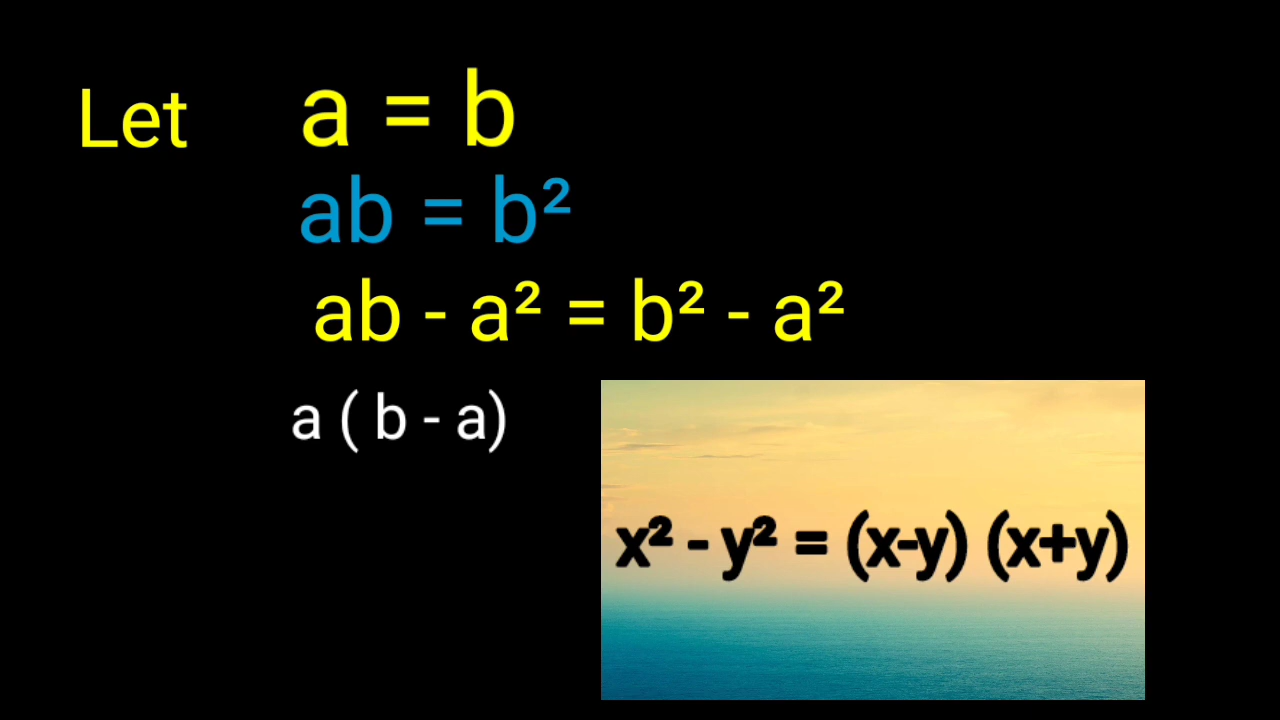 Let a = b
ab = b²
ab - a² = b² - a²
a ( b - a)
x² - y² = (x-y) (x+y)